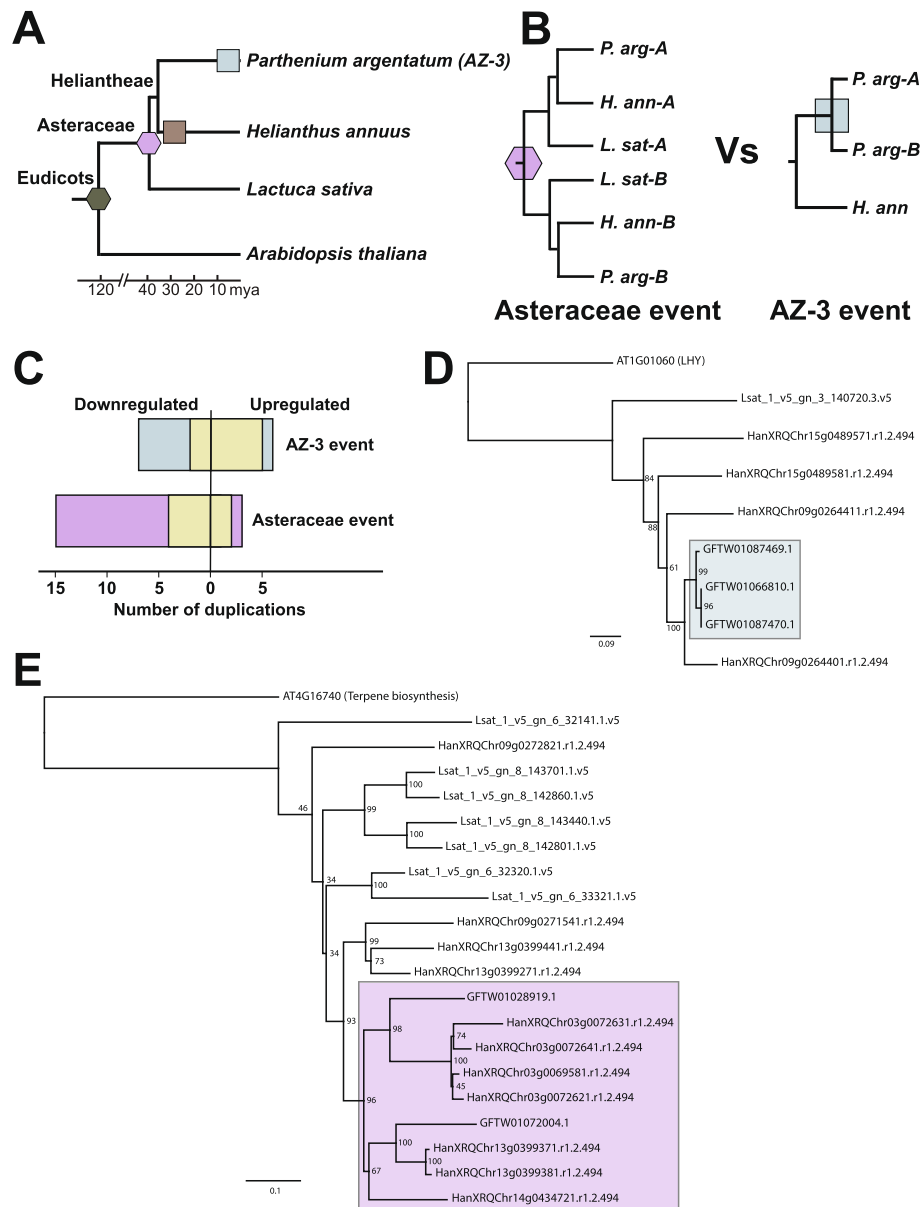 A
Heliantheae
Asteraceae
Eudicots
Parthenium argentatum (AZ-3)
Helianthus annuus
Lactuca sativa
Arabidopsis thaliana
120 40 30 20 10 mya
B
P. arg-A
H. ann-A
L. sat-A
L. sat-B
H. ann-B
P. arg-B
Asteraceae event
Vs
P. arg-A
P. arg-B
H. ann
AZ-3 event
C
Downregulated Upregulated
AZ-3 event
Asteraceae event
15 10 5 0 5
Number of duplications
D
AT1G01060 (LHY)
Lsat_1_v5_gn_3_140720.3.v5
HanXRQChr15g0489571.r1.2.494
84
HanXRQChr15g0489581.r1.2.494
88
HanXRQChr09g0264411.r1.2.494
61
GFTW01087469.1
99
GFTW01066810.1
96
GFTW01087470.1
100
HanXRQChr09g0264401.r1.2.494
0.09
E
AT4G16740 (Terpene biosynthesis)
Lsat_1_v5_gn_6_32141.1.v5
HanXRQChr09g0272821.r1.2.494
46
Lsat_1_v5_gn_8_143701.1.v5
100
Lsat_1_v5_gn_8_142860.1.v5
99
Lsat_1_v5_gn_8_143440.1.v5
100
Lsat_1_v5_gn_8_142801.1.v5
34
Lsat_1_v5_gn_6_32320.1.v5
100
Lsat_1_v5_gn_6_33321.1.v5
34
HanXRQChr09g0271541.r1.2.494
99
HanXRQChr13g0399441.r1.2.494
73
HanXRQChr13g0399271.r1.2.494
93
GFTW01028919.1
98
HanXRQChr03g0072631.r1.2.494
74
HanXRQChr03g0072641.r1.2.494
100
HanXRQChr03g0069581.r1.2.494
45
HanXRQChr03g0072621.r1.2.494
96
GFTW01072004.1
100
HanXRQChr13g0399371.r1.2.494
100
HanXRQChr13g0399381.r1.2.494
67
HanXRQChr14g0434721.r1.2.494
0.1